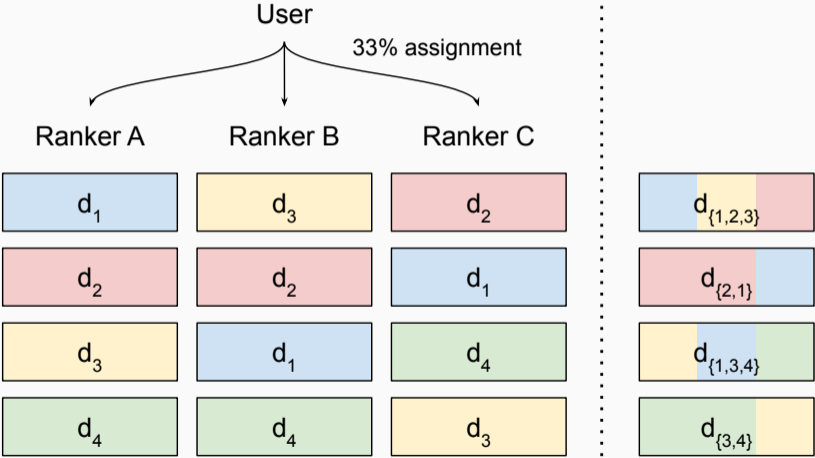 User
33% assignment
Ranker A Ranker B Ranker C
d1 d3 d2 d{1,2,3}
d2 d2 d1 d{2,1}
d3 d1 d4 d{1,3,4}
d4 d4 d3 d{3,4}